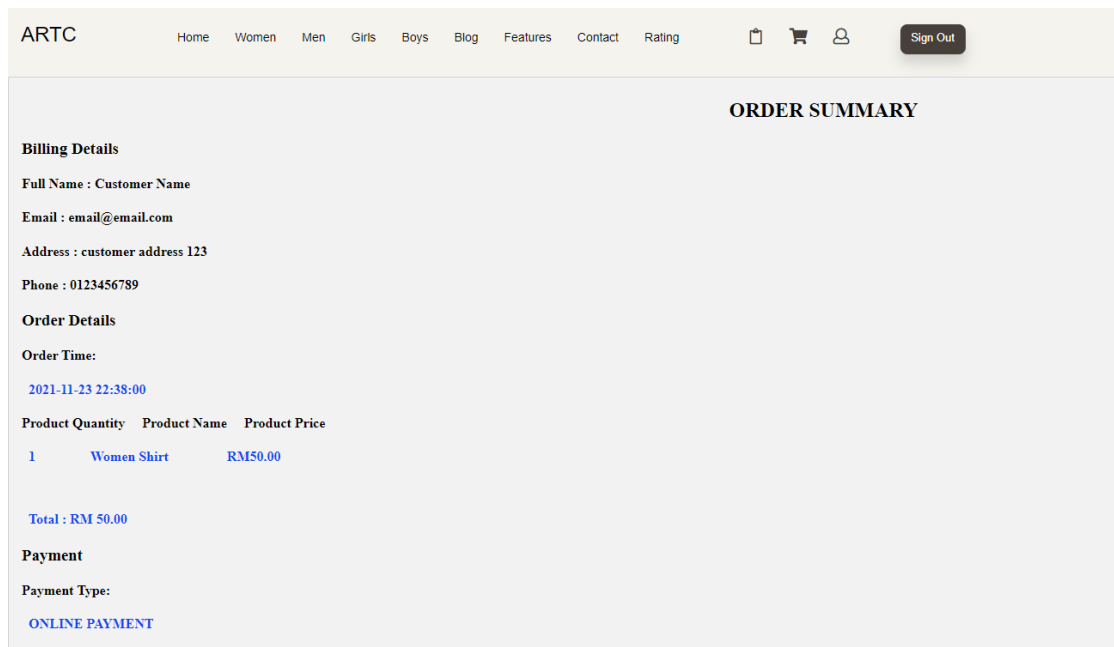 ARTC Home Women Men Girls Boys Blog Features Contact Rating Sign Out
ORDER SUMMARY
Billing Details
Full Name : Customer Name
Email : email@email.com
Address : customer address 123
Phone : 0123456789
Order Details
Order Time:
2021-11-23 22:38:00
Product Quantity Product Name Product Price
1 Women Shirt RM50.00
Total : RM 50.00
Payment
Payment Type:
ONLINE PAYMENT